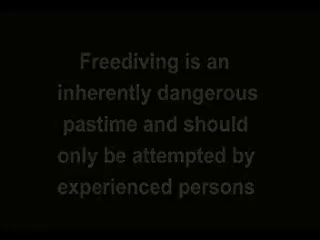 Freediving is an
inherently dangerous
pastime and should
only be attempted by
experienced persons